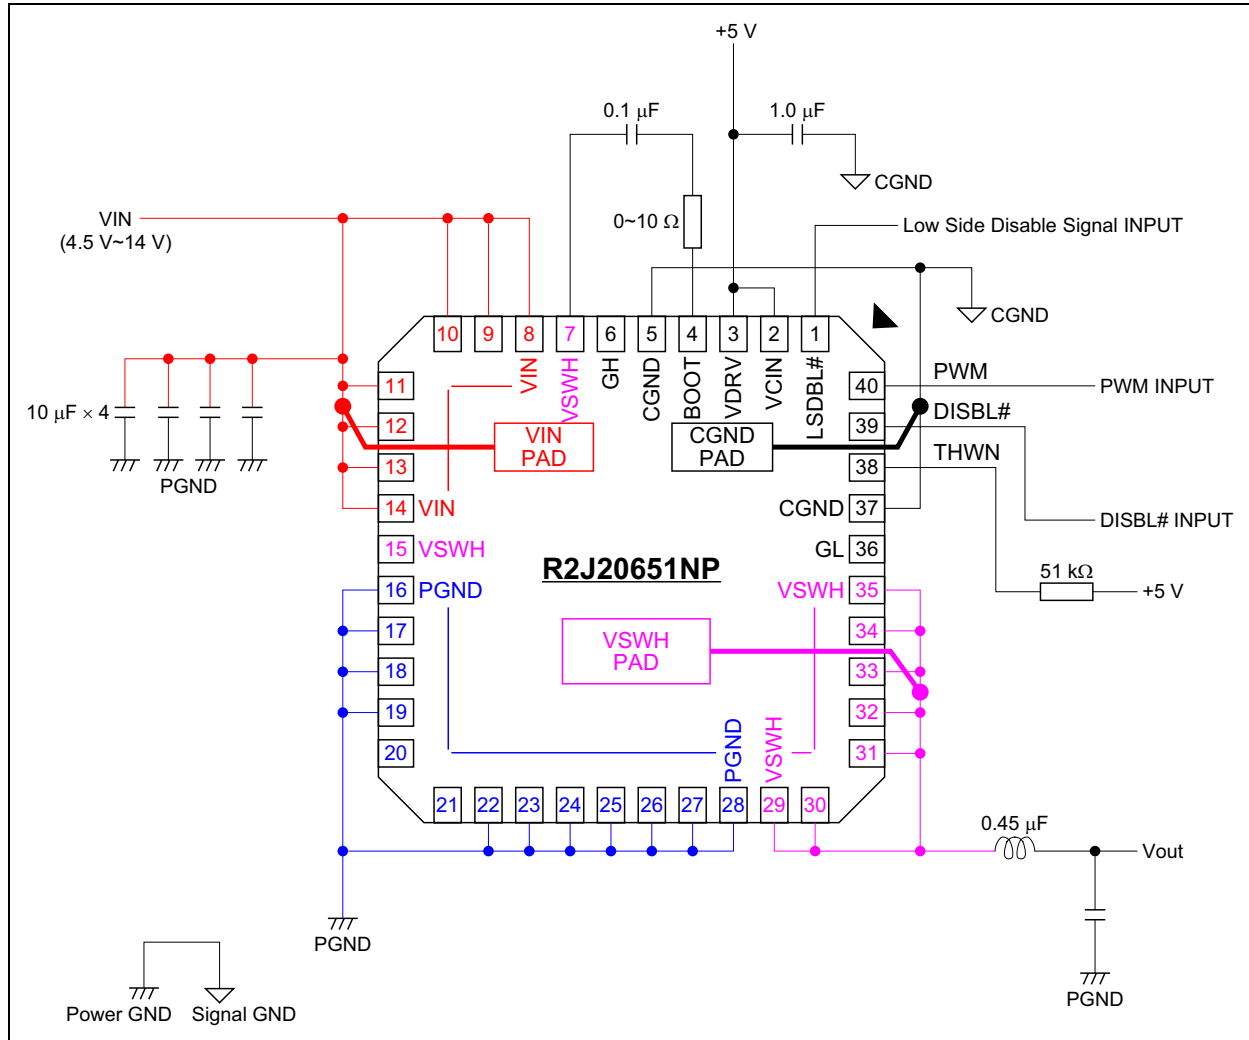 +5 V
0.1 μF
1.0 μF
CGND
VIN
(4.5 V~14 V)
0~10 Ω
Low Side Disable Signal INPUT
CGND
10
9
8
7
6
5
4
3
2
1
VIN
VSWH
GH
CGND
BOOT
VDRV
VCIN
LSDBL#
10 μF × 4
PGND
11
12
13
14 VIN
15 VSWH
16 PGND
17
18
19
20
VIN
PAD
CGND
PAD
PWM
40
PWM INPUT
DISBL#
39
THWN
38
CGND 37
DISBL# INPUT
GL 36
51 kΩ
+5 V
R2J20651NP
VSWH 35
34
33
32
31
VSWH
PAD
PGND
VSWH
21
22
23
24
25
26
27
28
29
30
0.45 μF
Vout
PGND
PGND
Power GND
Signal GND